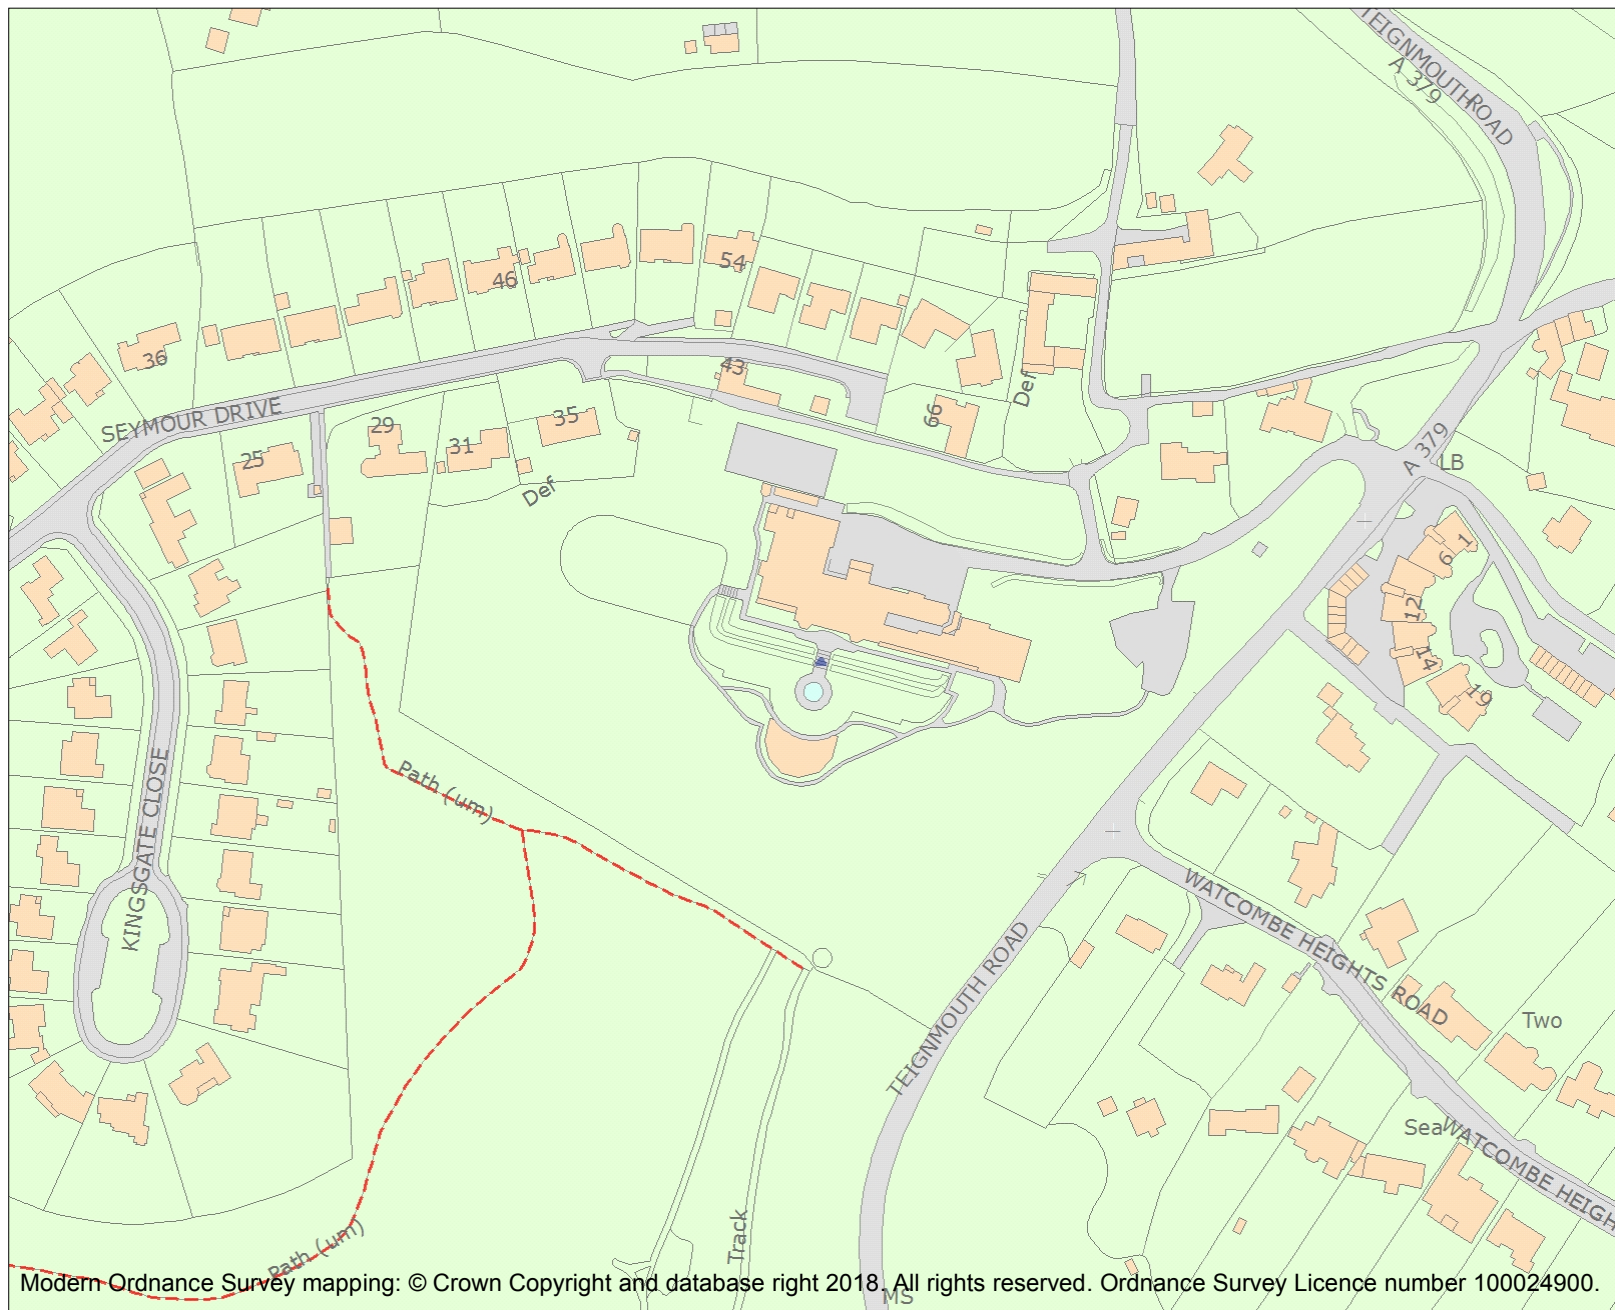 TEIGNMOUTH ROAD
A 379
54
46
36
43
SEYMOUR DRIVE
Def
29
66
35
31
25
A 379
LB
Def
1
6
12
14
19
Path (um)
KINGSGATE CLOSE
WATCOMBE HEIGHTS ROAD
TEIGNMOUTH ROAD
Two
Sea
WATCOMBE HEIGH
Track
Path (um)
Modern Ordnance Survey mapping: © Crown Copyright and database right 2018. All rights reserved. Ordnance Survey Licence number 100024900.
MS